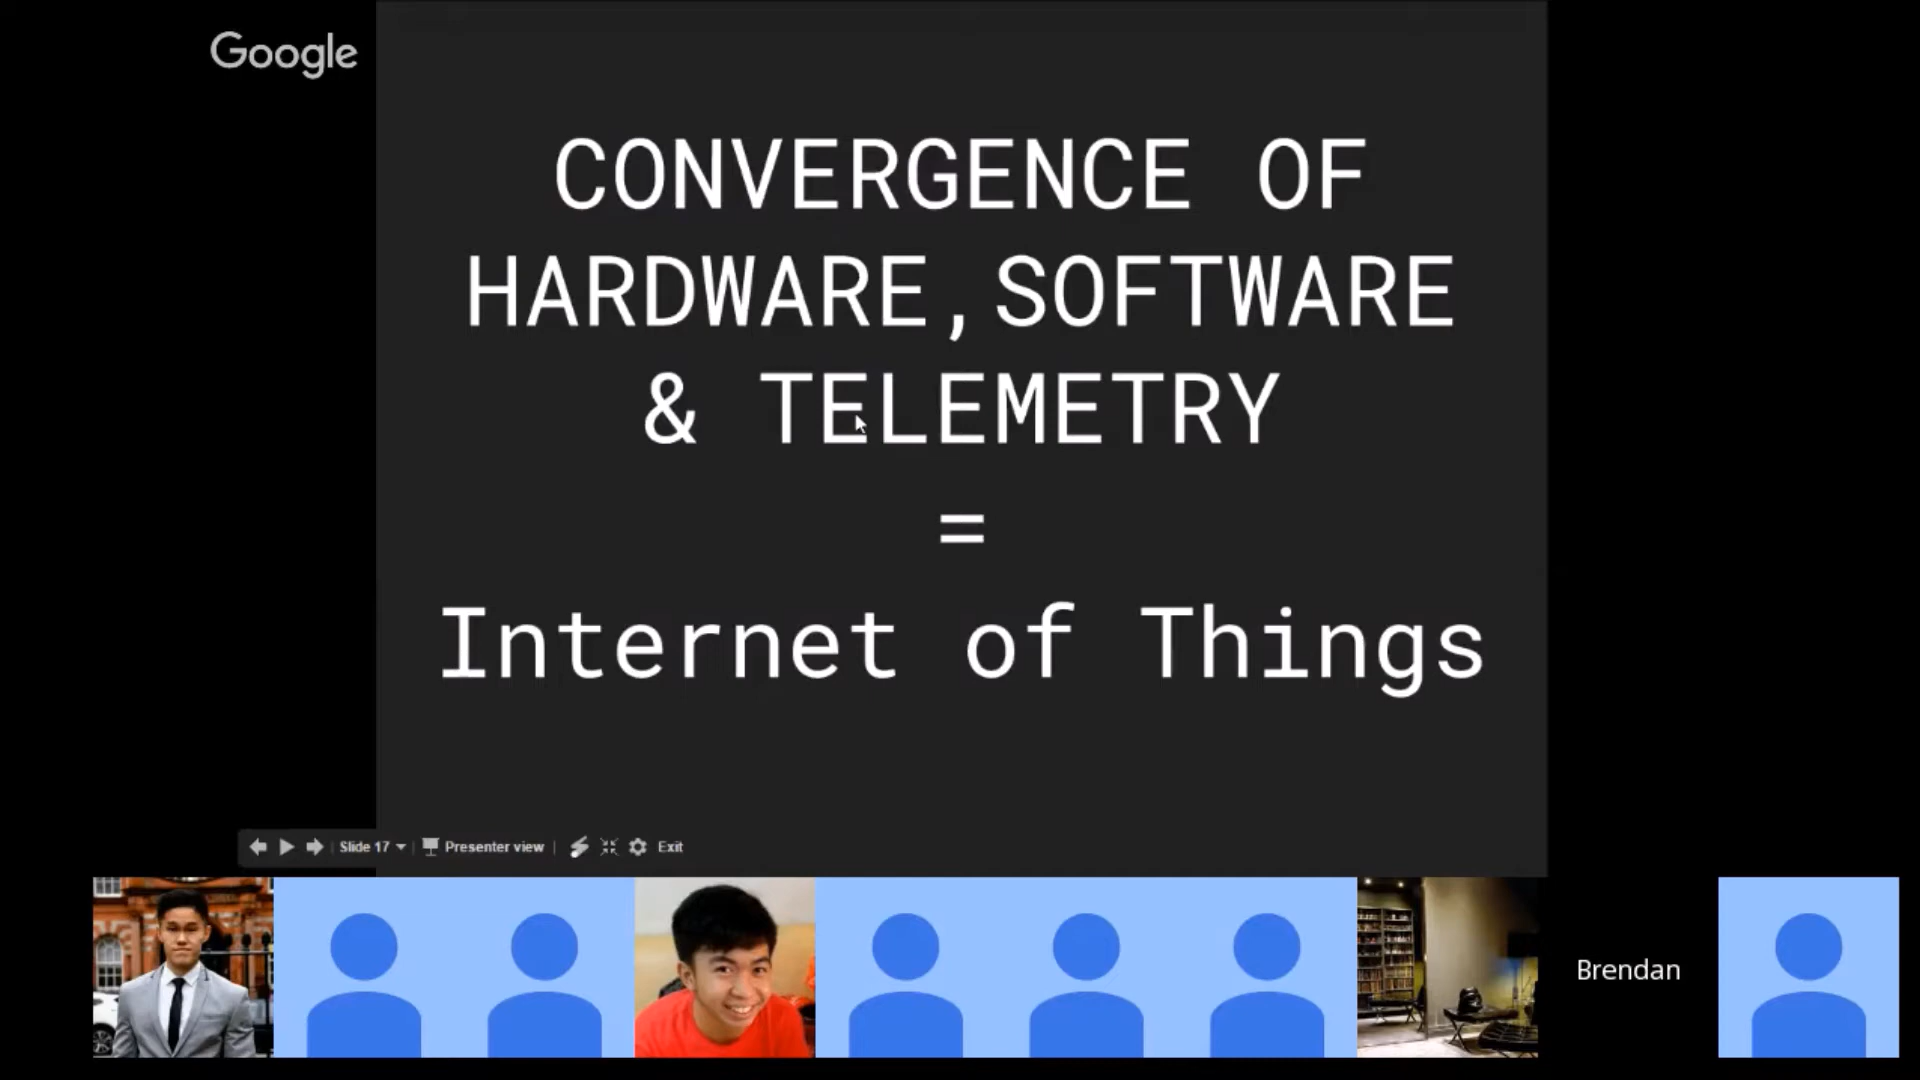 Google
CONVERGENCE OF
HARDWARE,SOFTWARE
& TELEMETRY
=
Internet of Things
Slide 17
Presenter view
Exit
Brendan